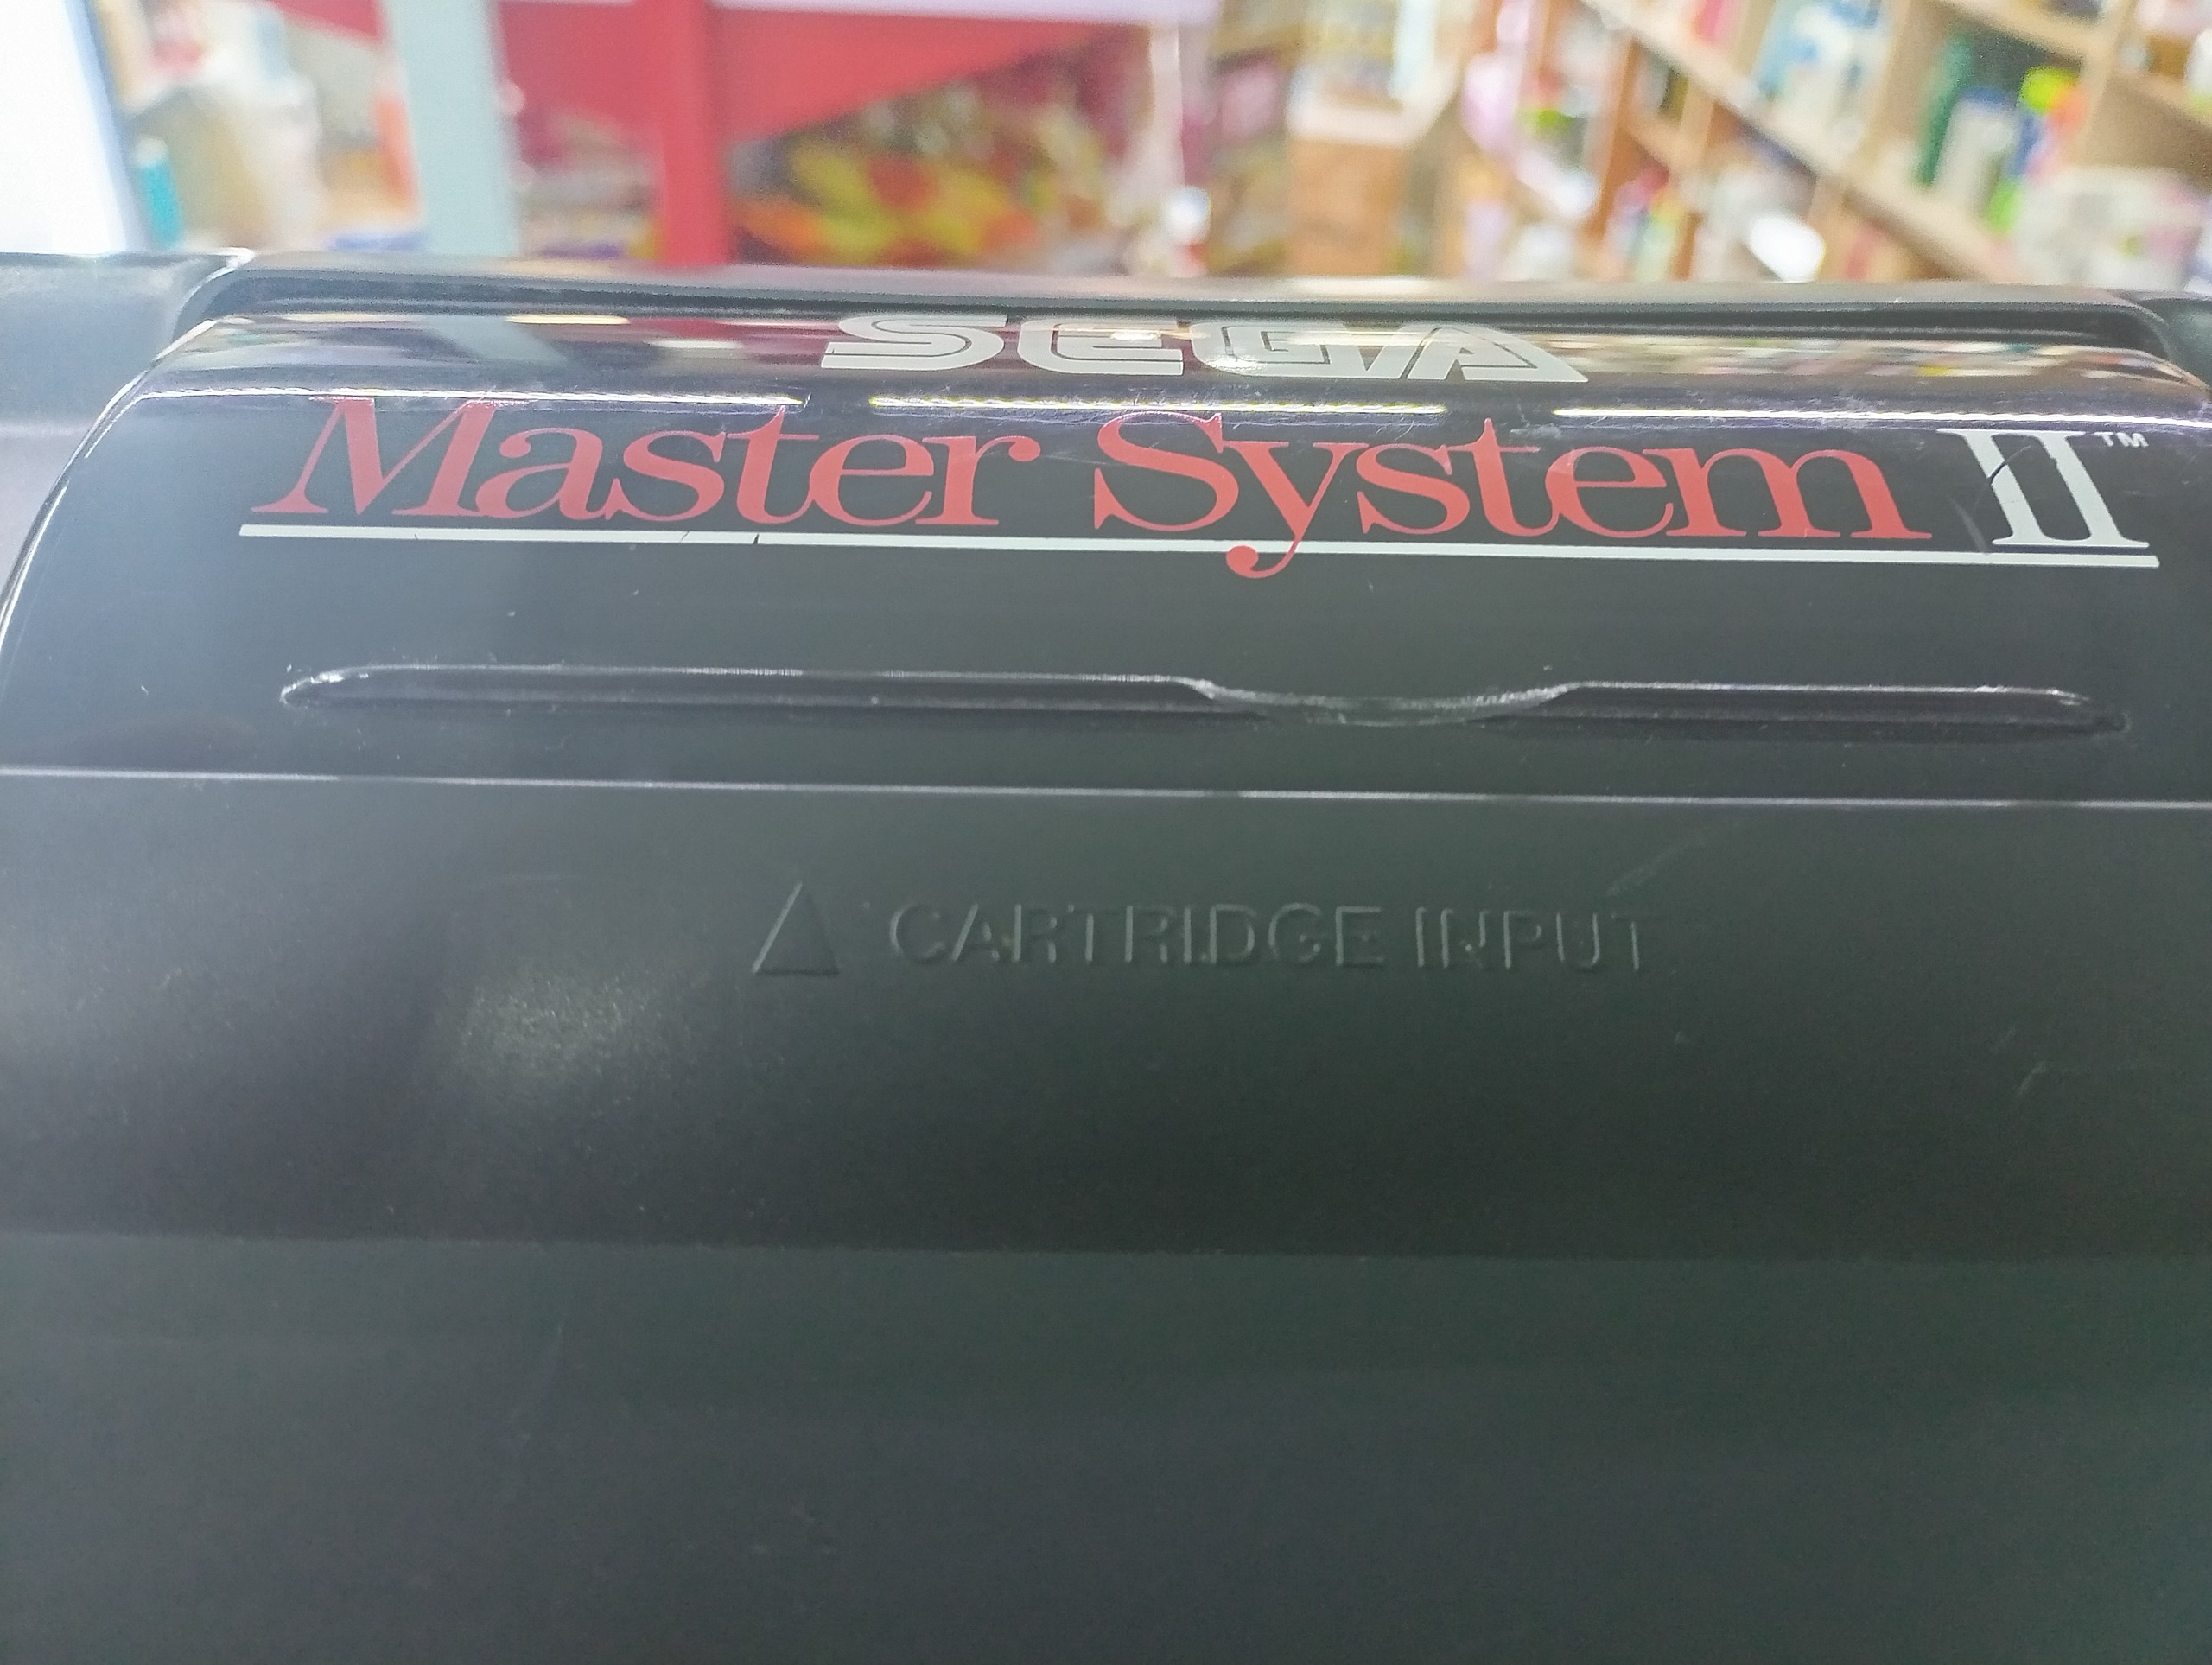 SEGA
Master System II™
△ CARTRIDGE INPUT